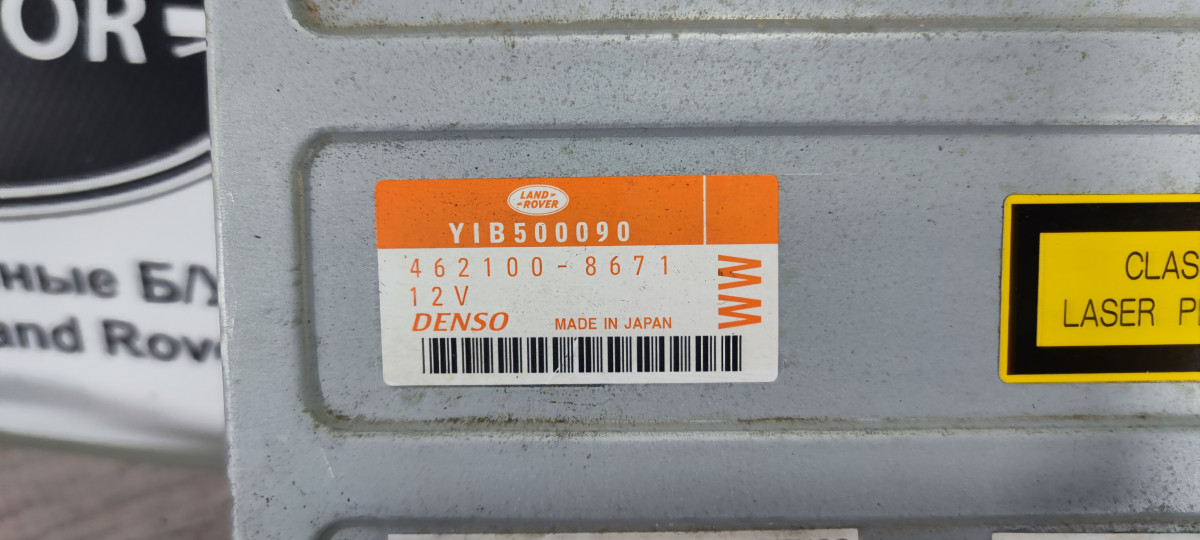 OR
ные Б/
and Rov
LAND-
-ROVER
YIB500090
462100-8671
12V
DENSO
MADE IN JAPAN
WW
CLAS
LASER P